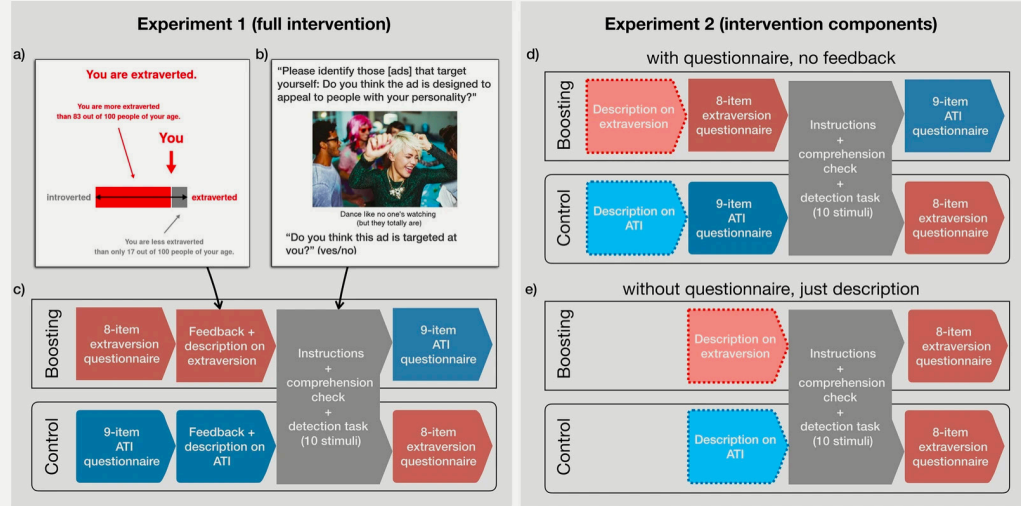 Experiment 1 (full intervention)
a)
You are extraverted.
You are more extraverted
than 83 out of 100 people of your age.
You
introverted
extraverted
You are less extraverted
than only 17 out of 100 people of your age.
b)
"Please identify those [ads] that target
yourself: Do you think the ad is designed to
appeal to people with your personality?"
Dance like no one's watching
(but they totally are)
"Do you think this ad is targeted at
you?" (yes/no)
c)
Boosting
8-item
extraversion
questionnaire
Feedback +
description on
extraversion
Instructions
+
comprehension
check
+
detection task
(10 stimuli)
9-item
ATI
questionnaire
Control
9-item
ATI
questionnaire
Feedback +
description on
ATI
8-item
extraversion
questionnaire
Experiment 2 (intervention components)
d)
with questionnaire, no feedback
Boosting
Description on
extraversion
8-item
extraversion
questionnaire
Instructions
+
comprehension
check
+
detection task
(10 stimuli)
9-item
ATI
questionnaire
Control
Description on
ATI
9-item
ATI
questionnaire
8-item
extraversion
questionnaire
e)
without questionnaire, just description
Boosting
Description on
extraversion
Instructions
+
comprehension
check
+
detection task
(10 stimuli)
8-item
extraversion
questionnaire
Control
Description on
ATI
8-item
extraversion
questionnaire